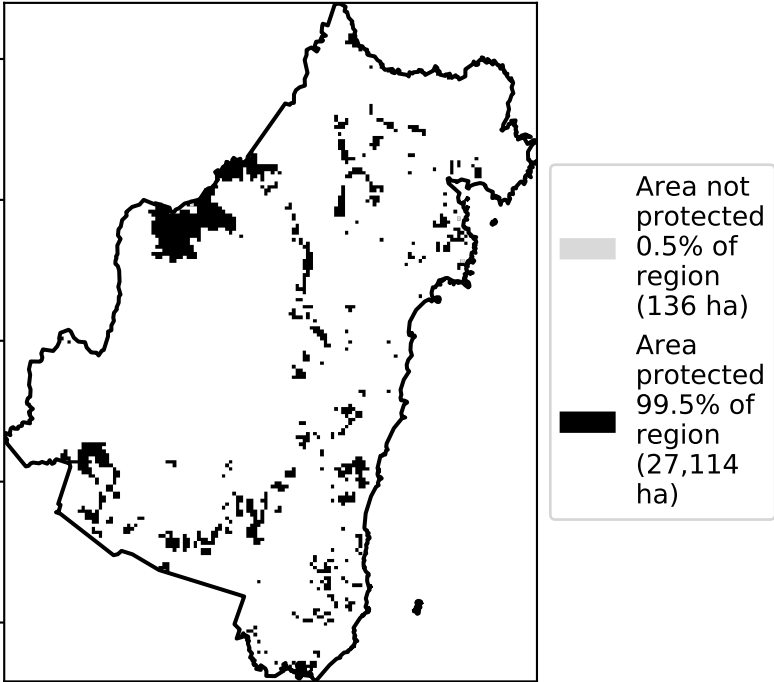 Area not
protected
0.5% of
region
(136 ha)
Area
protected
99.5% of
region
(27,114
ha)